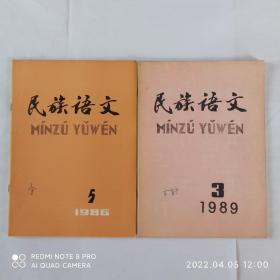 民族语文
MÍNZÚ YǓWÉN
5
1986
民族语文
MÍNZÚ YǓWÉN
3
1989
REDMI NOTE 8 PRO
AI QUAD CAMERA
2022.04.05 12:00